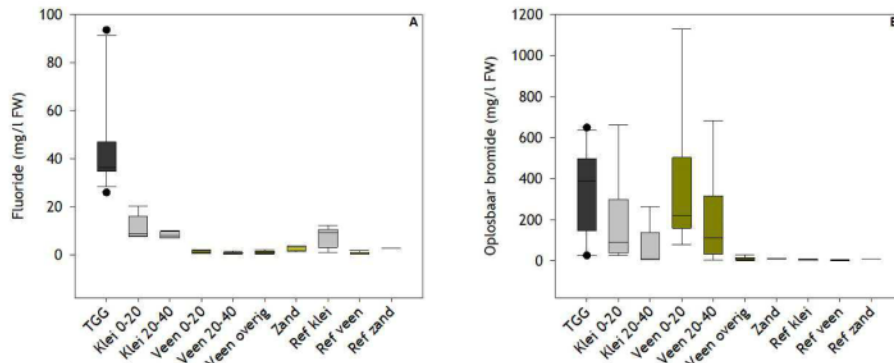 A
Fluoride (mg/l FW)
100
80
60
40
20
0
TGG
Klei 0-20
Klei 20-40
Veen 0-20
Veen 20-40
Veen overig
Zand
Ref klei
Ref veen
Ref zand
Oplosbaar bromide (mg/l FW)
1200
1000
800
600
400
200
0
TGG
Klei 0-20
Klei 20-40
Veen 0-20
Veen 20-40
Veen overig
Zand
Ref klei
Ref veen
Ref zand